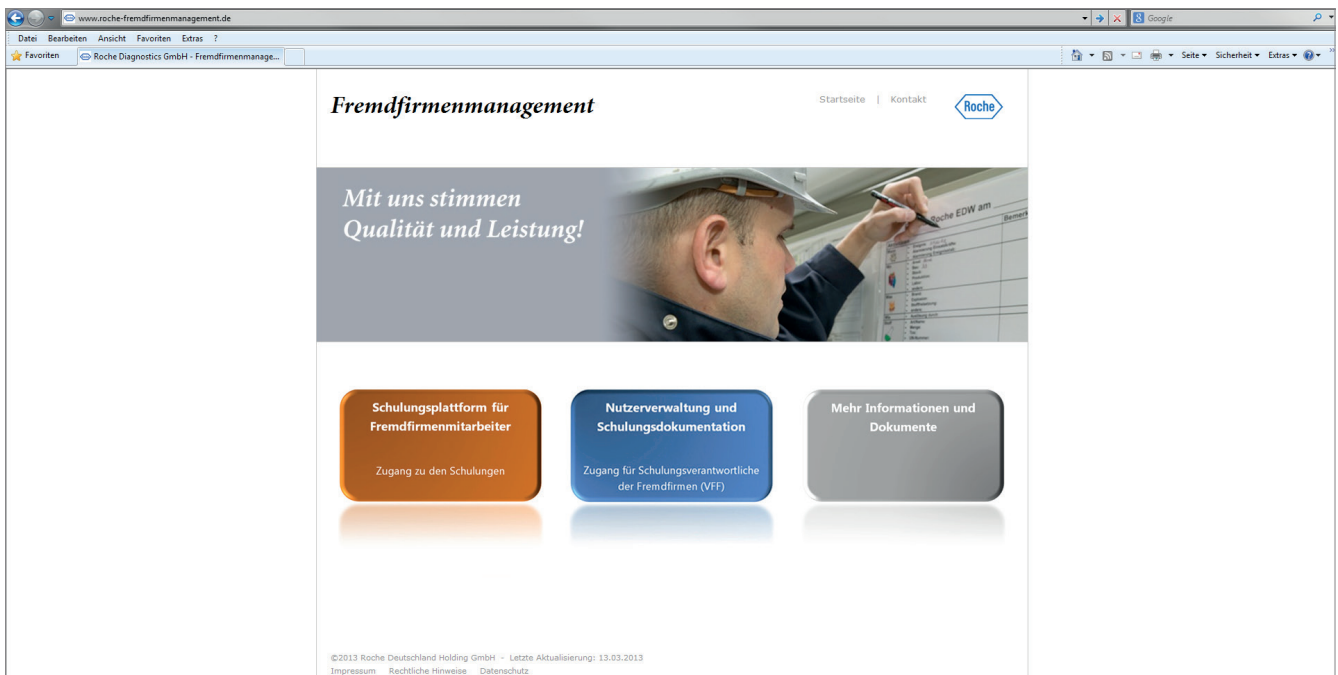 www.roche-fremdfirmenmanagement.de
Google
Datei Bearbeiten Ansicht Favoriten Extras ?
Favoriten
Roche Diagnostics GmbH - Fremdfirmenmanage...
Seite Sicherheit Extras
Fremdfirmenmanagement
Startseite | Kontakt
Roche
Mit uns stimmen
Qualität und Leistung!
Roche EDW am
Schulungsplattform für
Fremdfirmenmitarbeiter
Zugang zu den Schulungen
Nutzerverwaltung und
Schulungsdokumentation
Zugang für Schulungsverantwortliche
der Fremdfirmen (VFF)
Mehr Informationen und
Dokumente
©2013 Roche Deutschland Holding GmbH - Letzte Aktualisierung: 13.03.2013
Impressum Rechtliche Hinweise Datenschutz